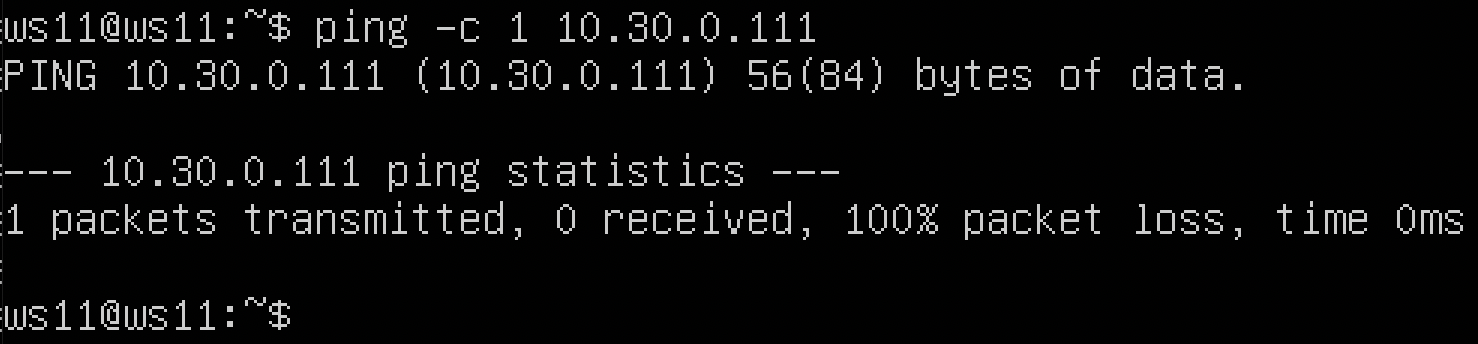 ws11@ws11:~$ ping -c 1 10.30.0.111
PING 10.30.0.111 (10.30.0.111) 56(84) bytes of data.
--- 10.30.0.111 ping statistics ---
1 packets transmitted, 0 received, 100% packet loss, time 0ms
ws11@ws11:~$